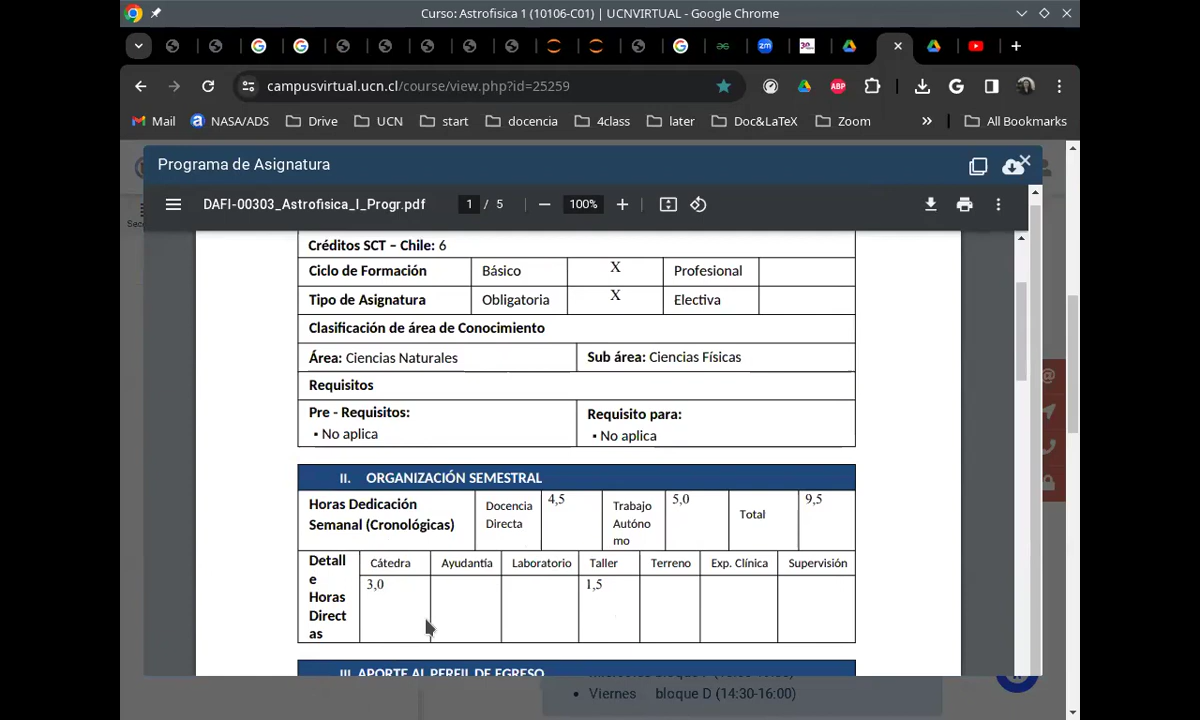 Curso: Astrofisica 1 (10106-C01) | UCNVIRTUAL - Google Chrome
campusvirtual.ucn.cl/course/view.php?id=25259
Mail NASA/ADS Drive UCN start docencia 4class later Doc&LaTeX Zoom » All Bookmarks
Programa de Asignatura
DAFI-00303_Astrofisica_I_Progr.pdf 1 / 5 — 100% +
Créditos SCT – Chile: 6
Ciclo de Formación Básico X Profesional
Tipo de Asignatura Obligatoria X Electiva
Clasificación de área de Conocimiento
Área: Ciencias Naturales Sub área: Ciencias Físicas
Requisitos
Pre - Requisitos: Requisito para:
▪ No aplica ▪ No aplica
II. ORGANIZACIÓN SEMESTRAL
Horas Dedicación Semanal (Cronológicas) Docencia Directa 4,5 Trabajo Autóno mo 5,0 Total 9,5
Detall e Horas Direct as Cátedra Ayudantía Laboratorio Taller Terreno Exp. Clínica Supervisión
3,0 1,5
III. APORTE AL PERFIL DE EGRESO
• Viernes bloque D (14:30-16:00)